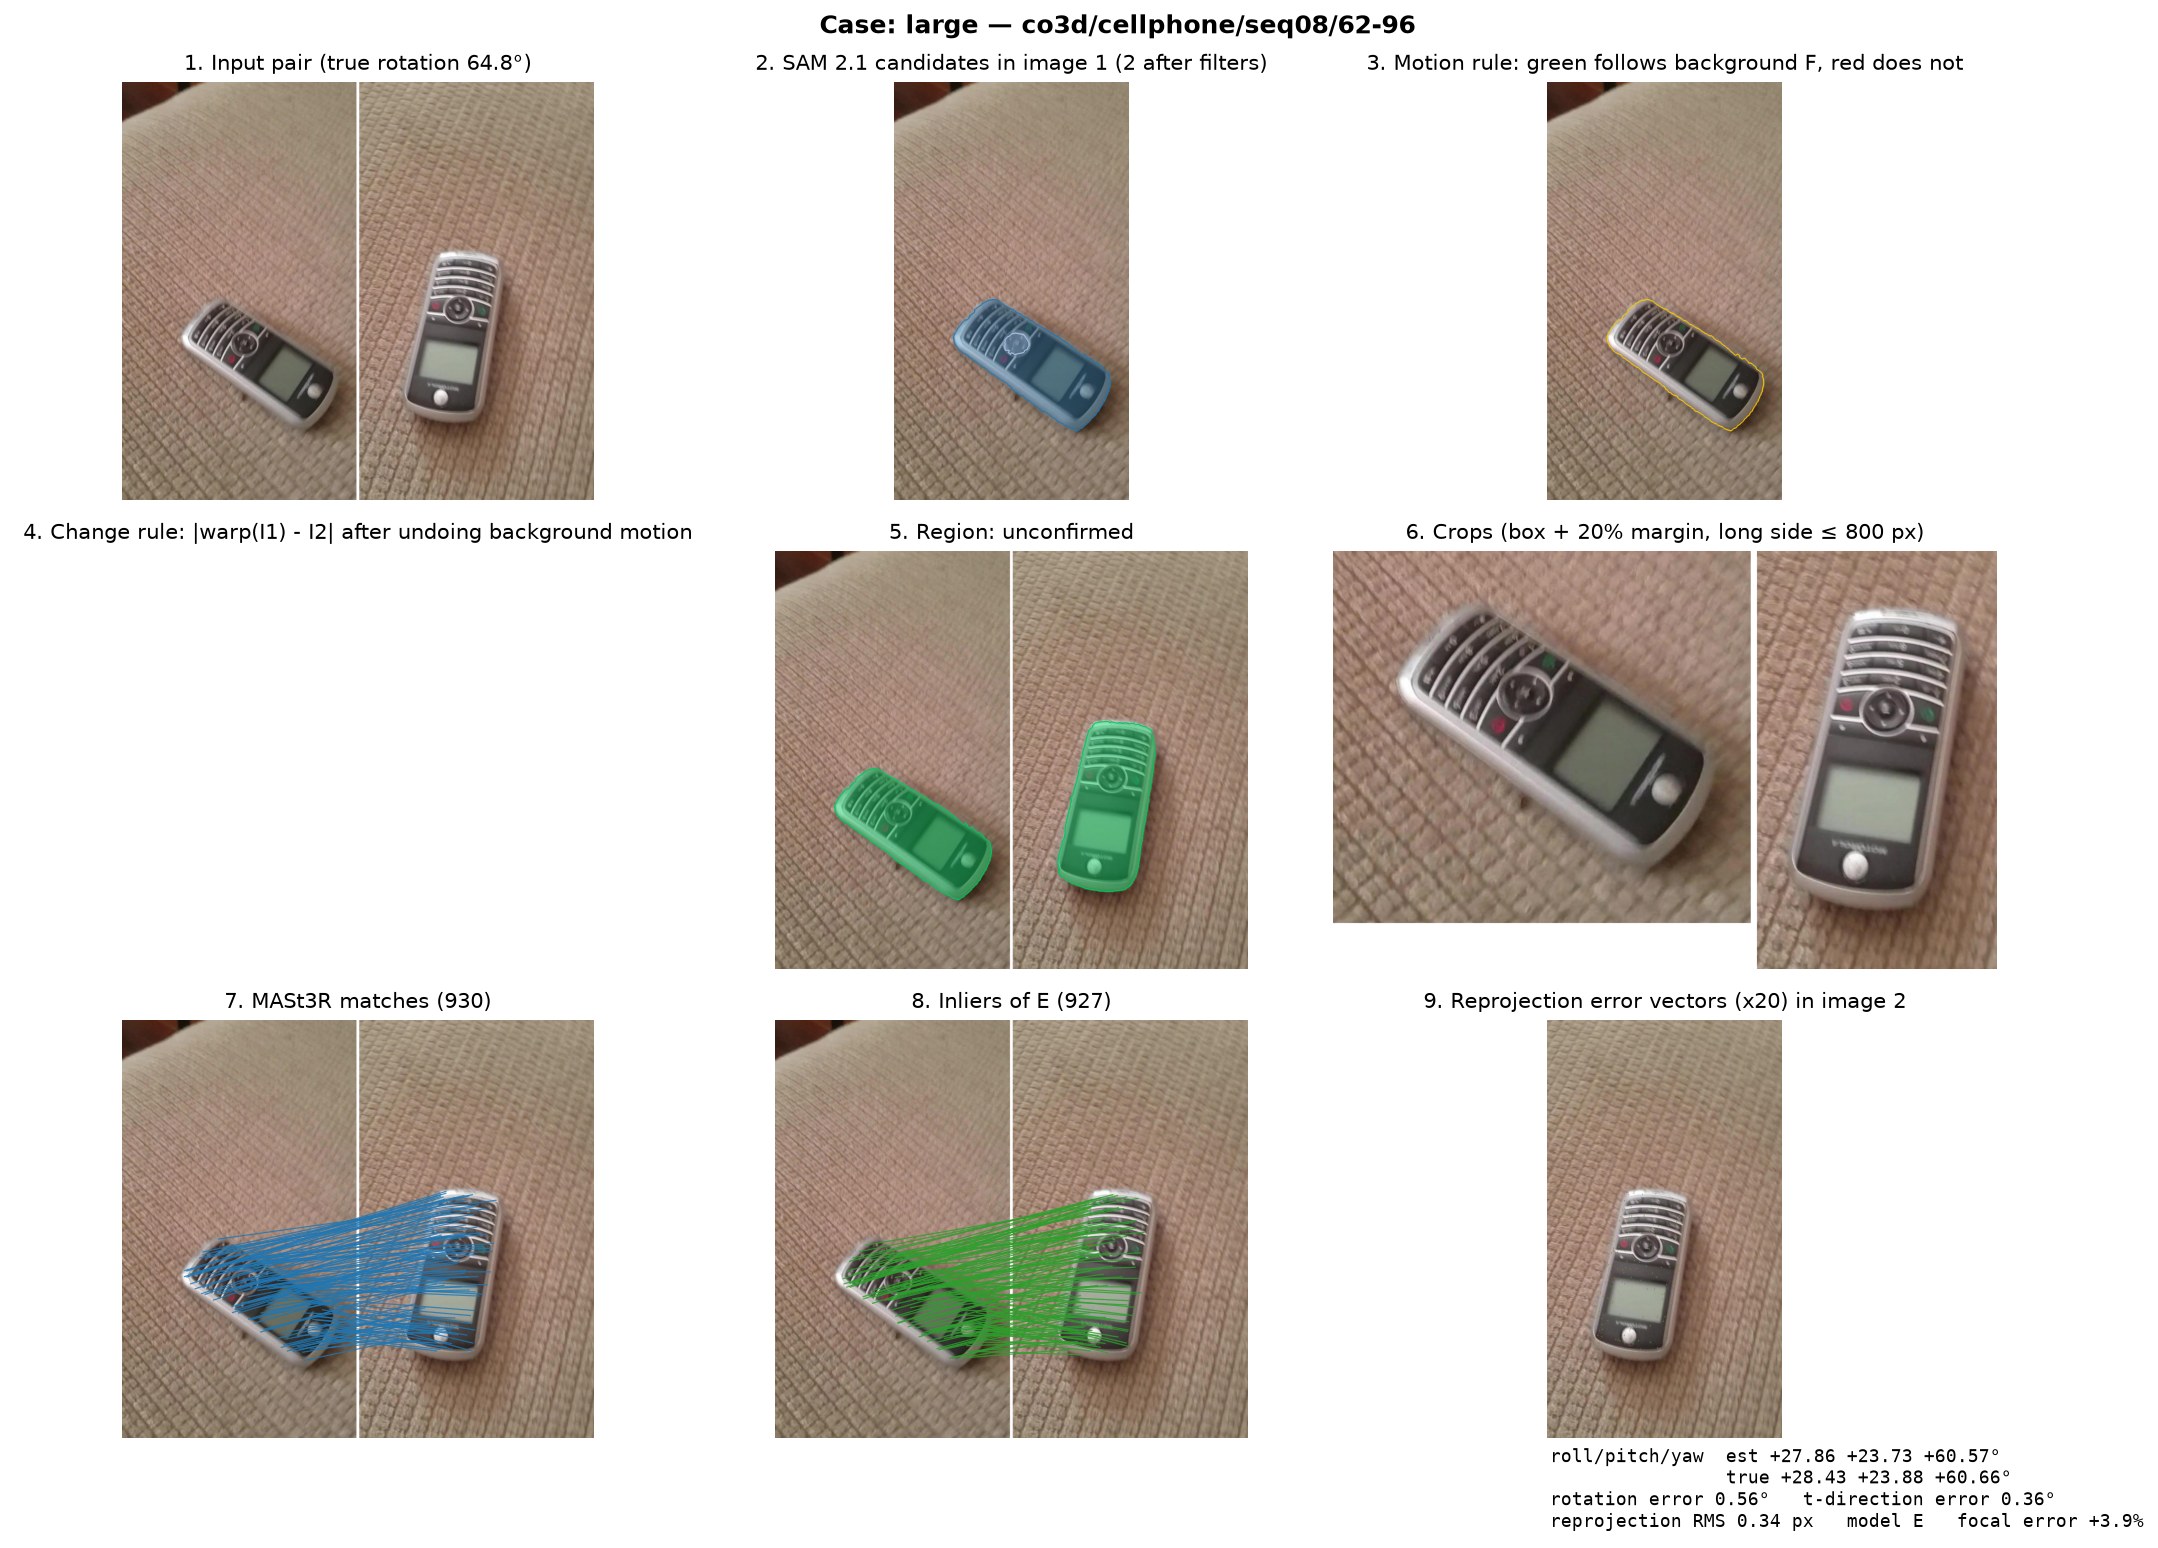 Case: large — co3d/cellphone/seq08/62-96
1. Input pair (true rotation 64.8°)
2. SAM 2.1 candidates in image 1 (2 after filters)
3. Motion rule: green follows background F, red does not
4. Change rule: |warp(I1) - I2| after undoing background motion
5. Region: unconfirmed
6. Crops (box + 20% margin, long side ≤ 800 px)
MOTOROLA
7. MASt3R matches (930)
8. Inliers of E (927)
9. Reprojection error vectors (x20) in image 2
roll/pitch/yaw  est +27.86 +23.73 +60.57°
true +28.43 +23.88 +60.66°
rotation error 0.56°   t-direction error 0.36°
reprojection RMS 0.34 px   model E   focal error +3.9%